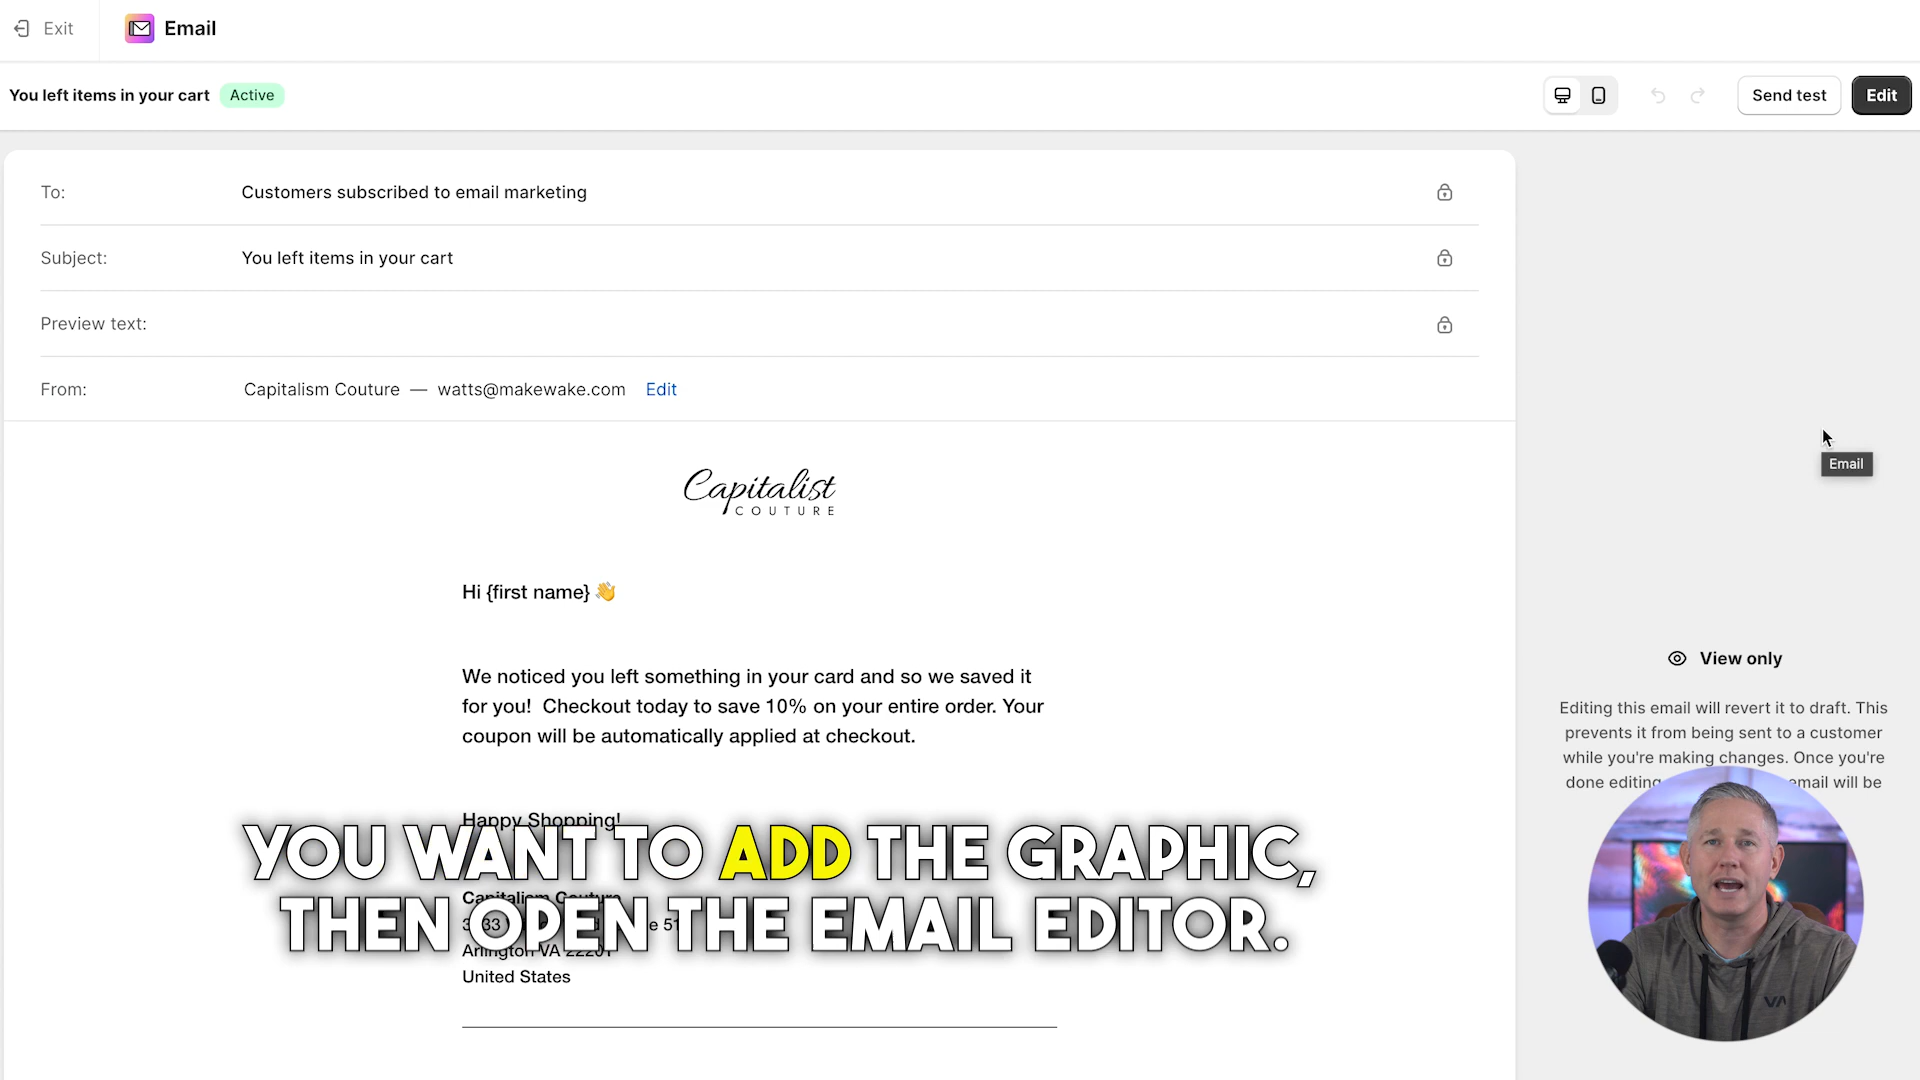 Exit
Email
You left items in your cart
Active
Send test
Edit
To:
Customers subscribed to email marketing
Subject:
You left items in your cart
Preview text:
From:
Capitalism Couture — watts@makewake.com
Edit
Email
Capitalist
COUTURE
Hi {first name} 👋
We noticed you left something in your card and so we saved it
for you! Checkout today to save 10% on your entire order. Your
coupon will be automatically applied at checkout.
View only
Editing this email will revert it to draft. This
prevents it from being sent to a customer
while you're making changes. Once you're
done editing email will be
Happy Shopping!
YOU WANT TO ADD THE GRAPHIC,
THEN OPEN THE EMAIL EDITOR.
Capitalism Couture
Arlington VA 22201
United States
VA